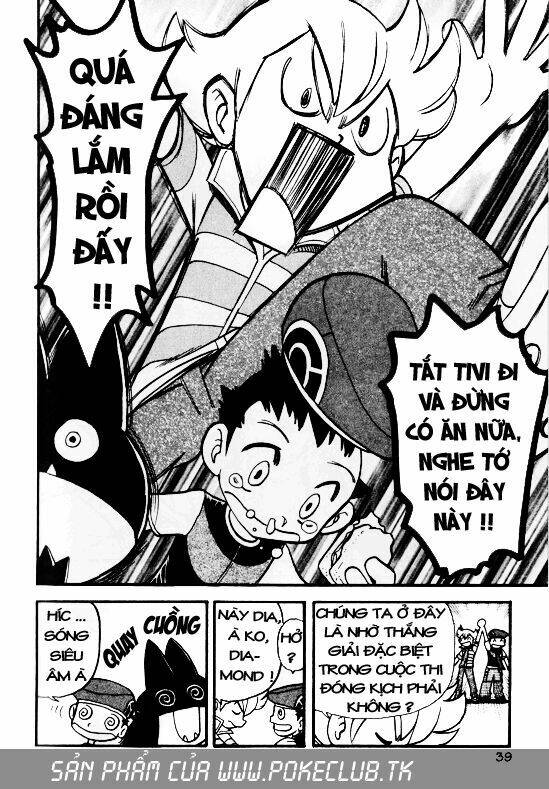 QUÁ
ĐÁNG
LẮM
RỒI
ĐẤY
!!
TẮT TIVI ĐI
VÀ ĐỪNG
CÓ ĂN NỮA,
NGHE TỚ
NÓI ĐÂY
NÀY !!
HÍC ...
SÓNG
SIÊU
ÂM À
QUAY CUỒNG
NÀY DIA,
À KO,
DIA-
MOND !
HỞ
?
CHÚNG TA Ở ĐÂY
LÀ NHỜ THẮNG
GIẢI ĐẶC BIỆT
TRONG CUỘC THI
ĐÓNG KỊCH PHẢI
KHÔNG ?
39
SẢN PHẨM CỦA WWW.POKECLUB.TK